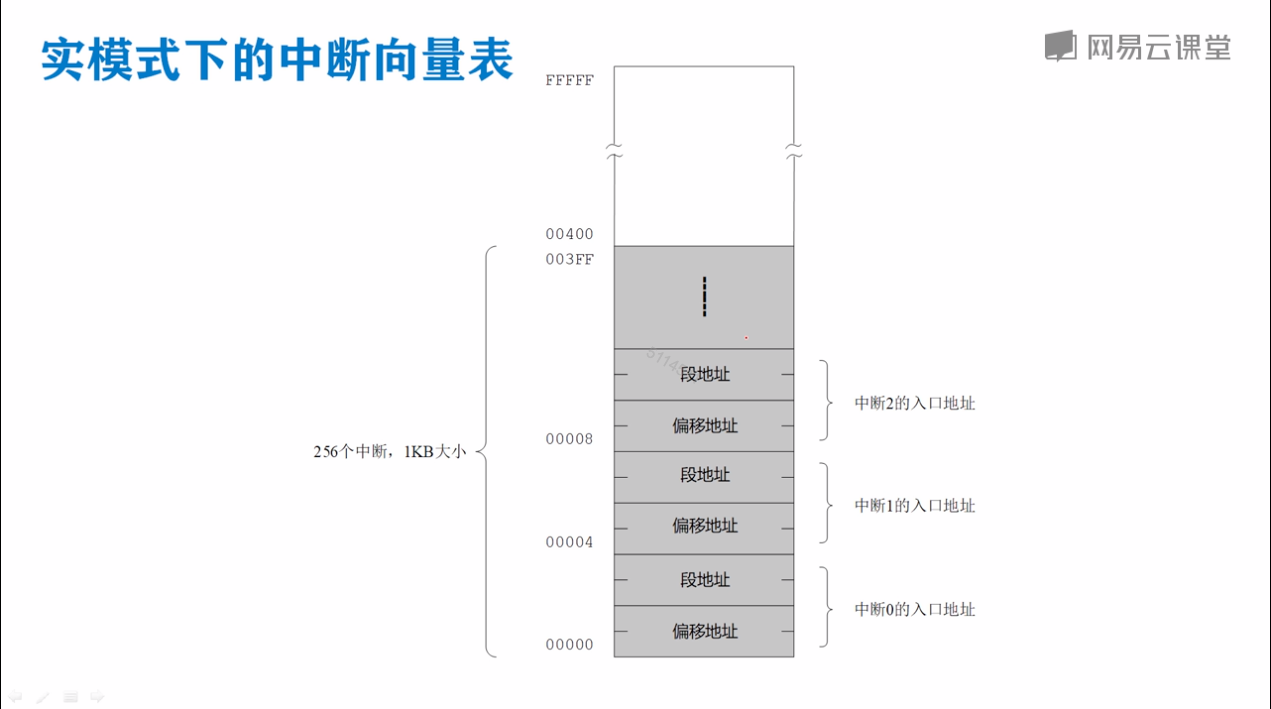 实模式下的中断向量表
网易云课堂
FFFFF
00400
003FF
段地址
中断2的入口地址
偏移地址
00008
256个中断，1KB大小
段地址
中断1的入口地址
偏移地址
00004
段地址
中断0的入口地址
偏移地址
00000